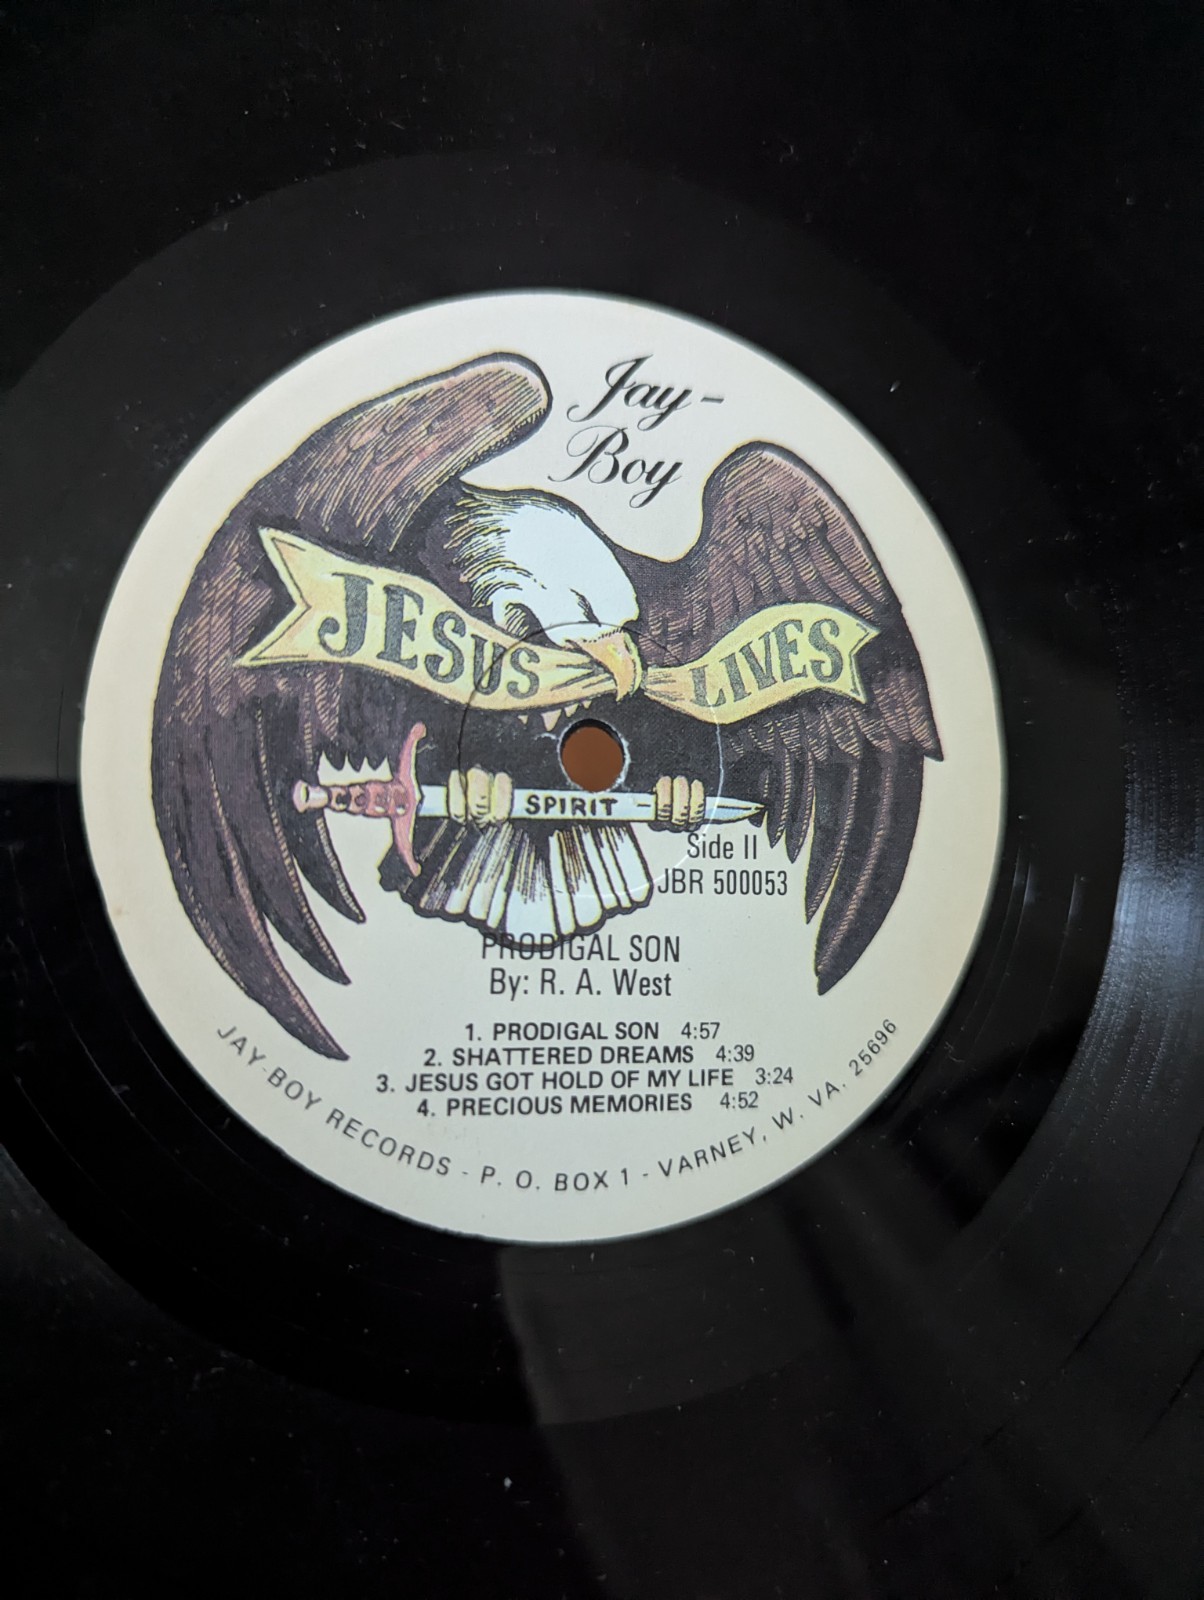 Jay-
Boy
JESUS LIVES
SPIRIT
Side II
JBR 500053
PRODIGAL SON
By: R. A. West
1. PRODIGAL SON 4:57
2. SHATTERED DREAMS 4:39
3. JESUS GOT HOLD OF MY LIFE 3:24
4. PRECIOUS MEMORIES 4:52
JAY-BOY RECORDS - P. O. BOX 1 - VARNEY, W. VA. 25696